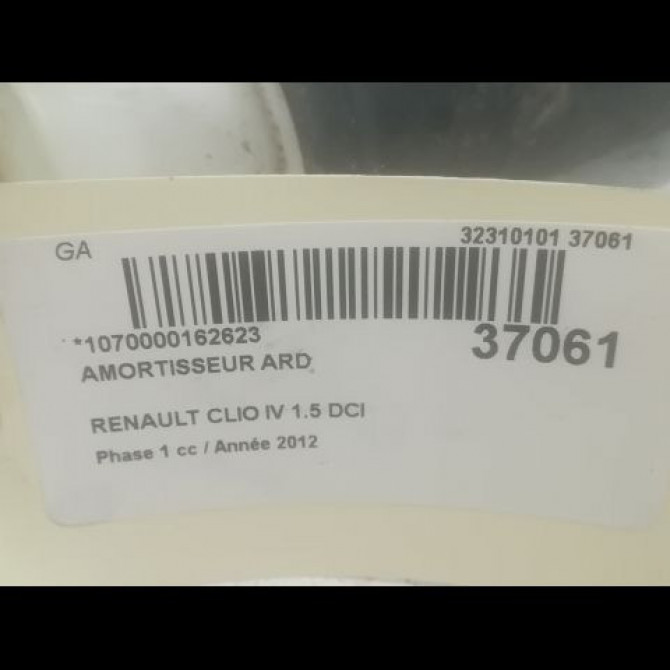 GA
32310101 37061
*1070000162623
37061
AMORTISSEUR ARD
RENAULT CLIO IV 1.5 DCI
Phase 1 cc / Année 2012